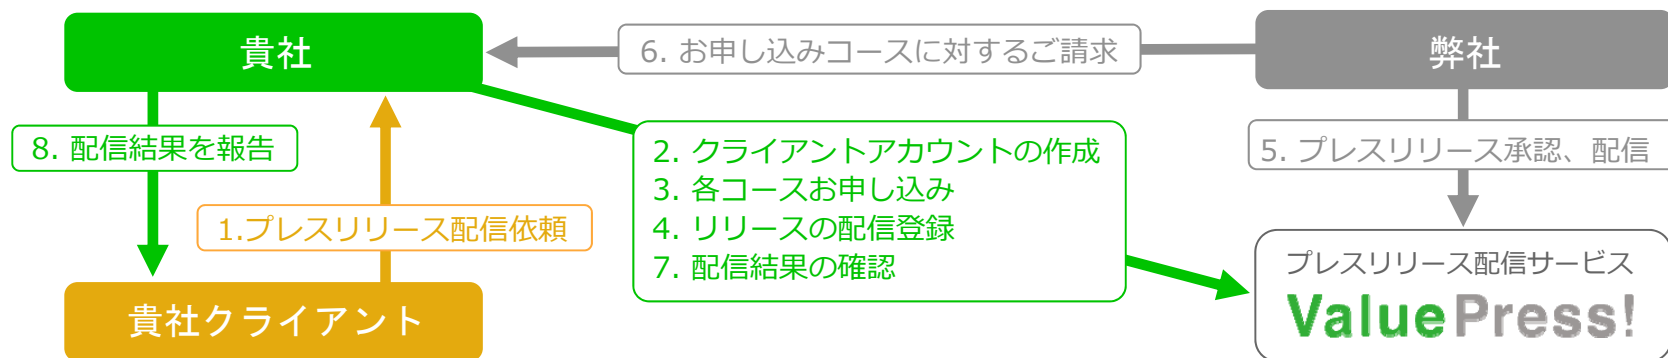 貴社
6. お申し込みコースに対するご請求
弊社
8. 配信結果を報告
1.プレスリリース配信依頼
2. クライアントアカウントの作成
3. 各コースお申し込み
4. リリースの配信登録
7. 配信結果の確認
5. プレスリリース承認、配信
貴社クライアント
プレスリリース配信サービス
ValuePress!